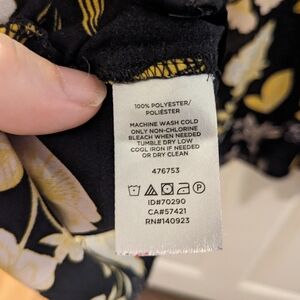 100% POLYESTER/
POLIÉSTER
MACHINE WASH COLD
ONLY NON-CHLORINE
BLEACH WHEN NEEDED
TUMBLE DRY LOW
COOL IRON IF NEEDED
OR DRY CLEAN
476753
ID#70290
CA#57421
RN#140923